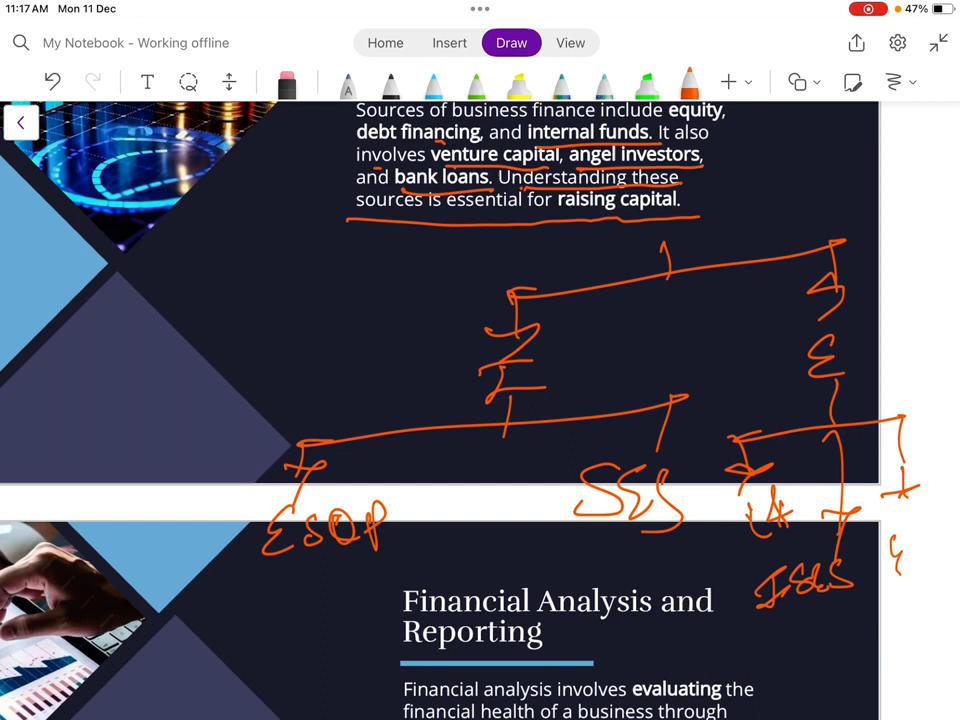 11:17 AM Mon 11 Dec
47%
My Notebook - Working offline
Home Insert Draw View
T
A
Sources of business finance include equity,
debt financing, and internal funds. It also
involves venture capital, angel investors,
and bank loans. Understanding these
sources is essential for raising capital.
ESOP
SES
Financial Analysis and
Reporting
Financial analysis involves evaluating the
financial health of a business through